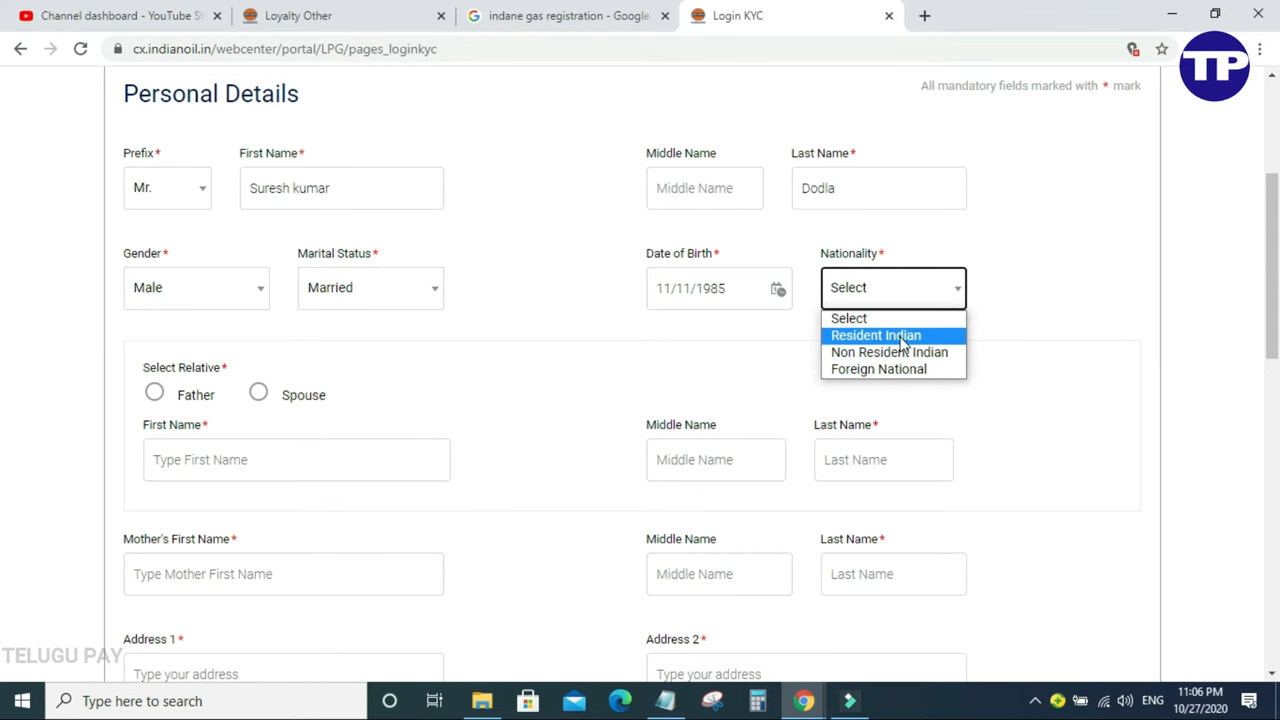 Channel dashboard - YouTube St
Loyalty Other
indane gas registration - Google
Login KYC
TP
cx.indianoil.in/webcenter/portal/LPG/pages_loginkyc
Personal Details
All mandatory fields marked with * mark
Prefix*
First Name*
Middle Name
Last Name*
Mr.
Suresh kumar
Middle Name
Dodla
Gender*
Marital Status*
Date of Birth*
Nationality*
Male
Married
11/11/1985
Select
Select
Resident Indian
Non Resident Indian
Foreign National
Select Relative*
Father
Spouse
First Name*
Middle Name
Last Name*
Type First Name
Middle Name
Last Name
Mother's First Name*
Middle Name
Last Name*
Type Mother First Name
Middle Name
Last Name
Address 1*
Address 2*
Type your address
Type your address
TELUGU PAY
Type here to search
ENG
11:06 PM
10/27/2020